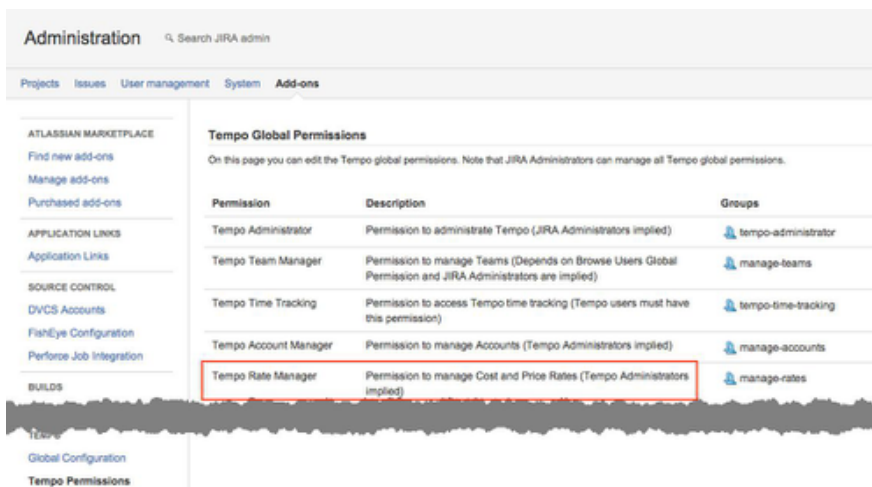 Administration
Search JIRA admin
Projects Issues User management System Add-ons
ATLASSIAN MARKETPLACE
Find new add-ons
Manage add-ons
Purchased add-ons
APPLICATION LINKS
Application Links
SOURCE CONTROL
DVCS Accounts
FishEye Configuration
Perforce Job Integration
BUILDS
Global Configuration
Tempo Permissions
Tempo Global Permissions
On this page you can edit the Tempo global permissions. Note that JIRA Administrators can manage all Tempo global permissions.
Permission Description Groups
Tempo Administrator Permission to administrate Tempo (JIRA Administrators implied) tempo-administrator
Tempo Team Manager Permission to manage Teams (Depends on Browse Users Global manage-teams
Permission and JIRA Administrators are implied)
Tempo Time Tracking Permission to access Tempo time tracking (Tempo users must have tempo-time-tracking
this permission)
Tempo Account Manager Permission to manage Accounts (Tempo Administrators implied) manage-accounts
Tempo Rate Manager Permission to manage Cost and Price Rates (Tempo Administrators manage-rates
implied)